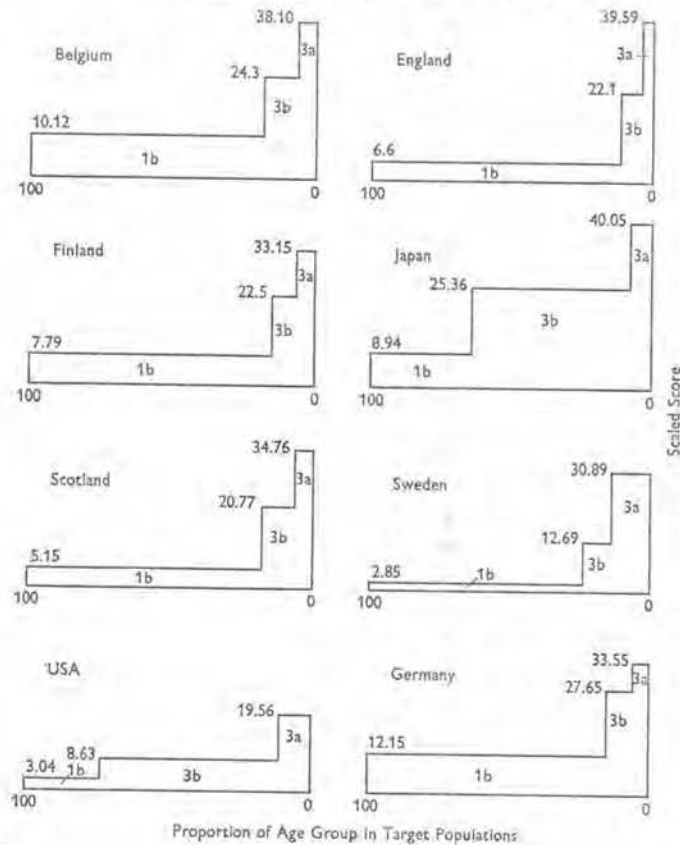 Belgium
38.10
3a
24.3
3b
10.12
1b
100
0
England
39.59
3a
22.1
3b
6.6
1b
100
0
Finland
33.15
3a
22.5
3b
7.79
1b
100
0
Japan
40.05
3a
25.36
3b
8.94
1b
100
0
Scotland
34.76
3a
20.77
3b
5.15
1b
100
0
Sweden
30.89
3a
12.69
3b
2.85
1b
100
0
USA
19.56
3a
8.63
3b
3.04
1b
100
0
Germany
33.55
3a
27.65
3b
12.15
1b
100
0
Scaled Score
Proportion of Age Group in Target Populations